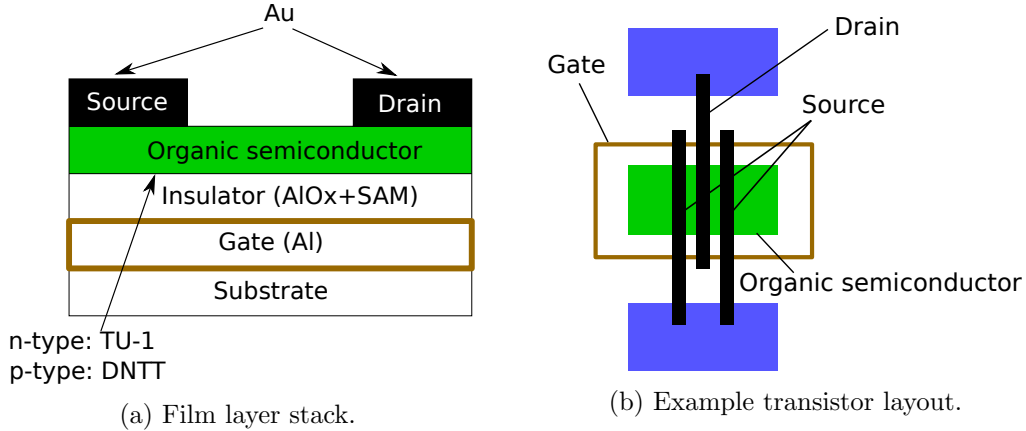 Au
Source
Drain
Organic semiconductor
Insulator (AlOx+SAM)
Gate (Al)
Substrate
n-type: TU-1
p-type: DNTT
(a) Film layer stack.
Drain
Gate
Source
Organic semiconductor
(b) Example transistor layout.